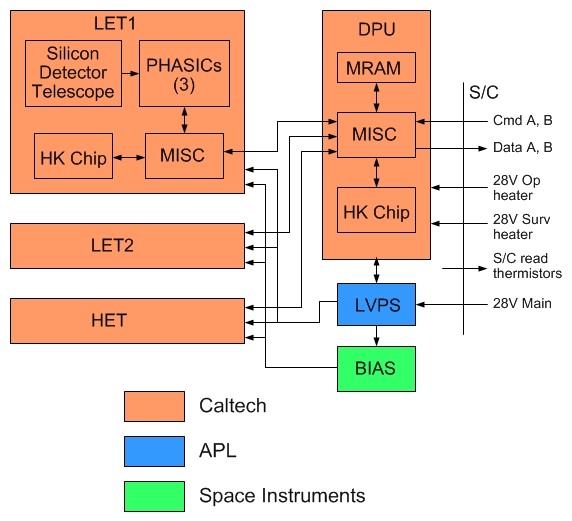 LET1
Silicon
Detector
Telescope
PHASICs
(3)
HK Chip
MISC
LET2
HET
DPU
MRAM
MISC
HK Chip
LVPS
BIAS
S/C
Cmd A, B
Data A, B
28V Op
heater
28V Surv
heater
S/C read
thermistors
28V Main
Caltech
APL
Space Instruments